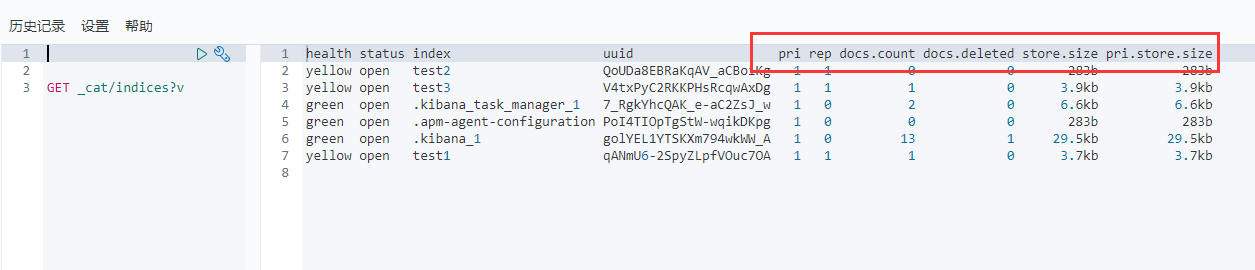 历史记录 设置 帮助
1
2
3 GET _cat/indices?v
1 health status index uuid pri rep docs.count docs.deleted store.size pri.store.size
2 yellow open test2 QoUDa8EBRaKqAV_aCBoiKg 1 1 0 0 283b 283b
3 yellow open test3 V4txPyC2RKKPHsRcqwAxDg 1 1 1 0 3.9kb 3.9kb
4 green open .kibana_task_manager_1 7_RgkYhcQAK_e-aC2ZsJ_w 1 0 2 0 6.6kb 6.6kb
5 green open .apm-agent-configuration PoI4TIOpTgStW-wqikDKpg 1 0 0 0 283b 283b
6 green open .kibana_1 golYEL1YTSKXm794wkWW_A 1 0 13 1 29.5kb 29.5kb
7 yellow open test1 qANmU6-2SpyZLpfVOuc7OA 1 1 1 0 3.7kb 3.7kb
8